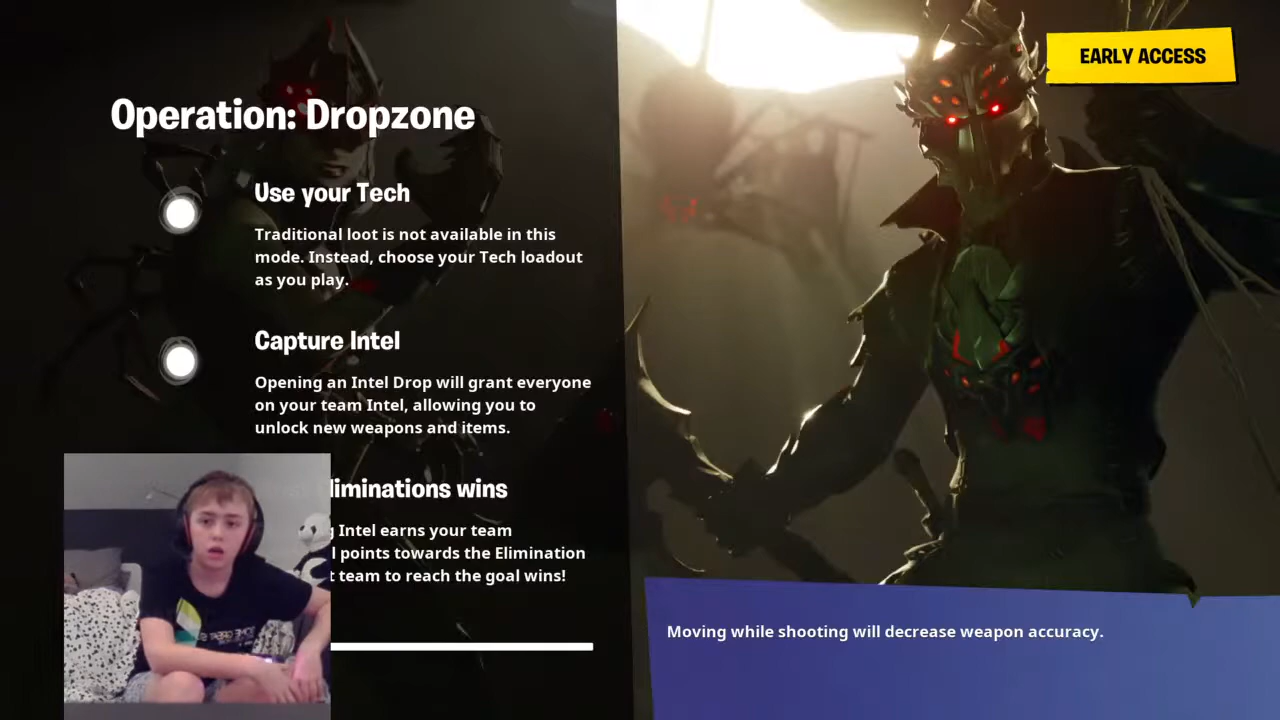 EARLY ACCESS
Operation: Dropzone
Use your Tech
Traditional loot is not available in this
mode. Instead, choose your Tech loadout
as you play.
Capture Intel
Opening an Intel Drop will grant everyone
on your team Intel, allowing you to
unlock new weapons and items.
liminations wins
Intel earns your team
points towards the Elimination
team to reach the goal wins!
Moving while shooting will decrease weapon accuracy.